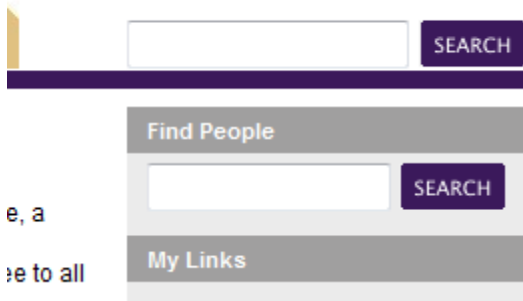 SEARCH
Find People
SEARCH
e, a
My Links
ee to all